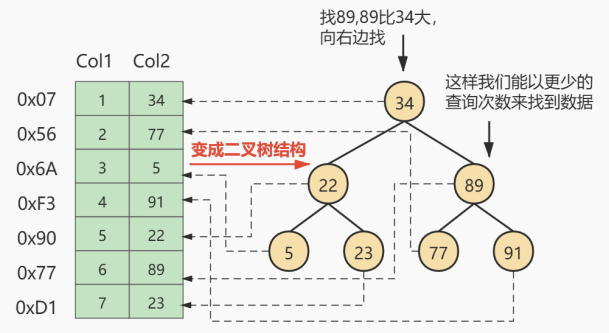 找89,89比34大，
向右边找
Col1 Col2
这样我们能以更少的
查询次数来找到数据
0x07 1 34
0x56 2 77
0x6A 3 5
0xF3 4 91
0x90 5 22
0x77 6 89
0xD1 7 23
变成二叉树结构
34
22 89
5 23 77 91